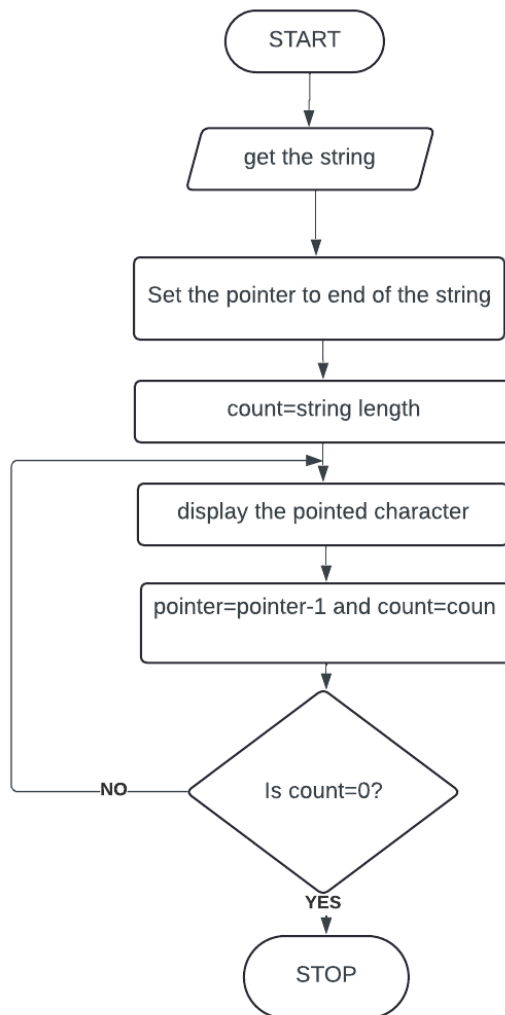 START
get the string
Set the pointer to end of the string
count=string length
display the pointed character
pointer=pointer-1 and count=coun
Is count=0?
NO
YES
STOP